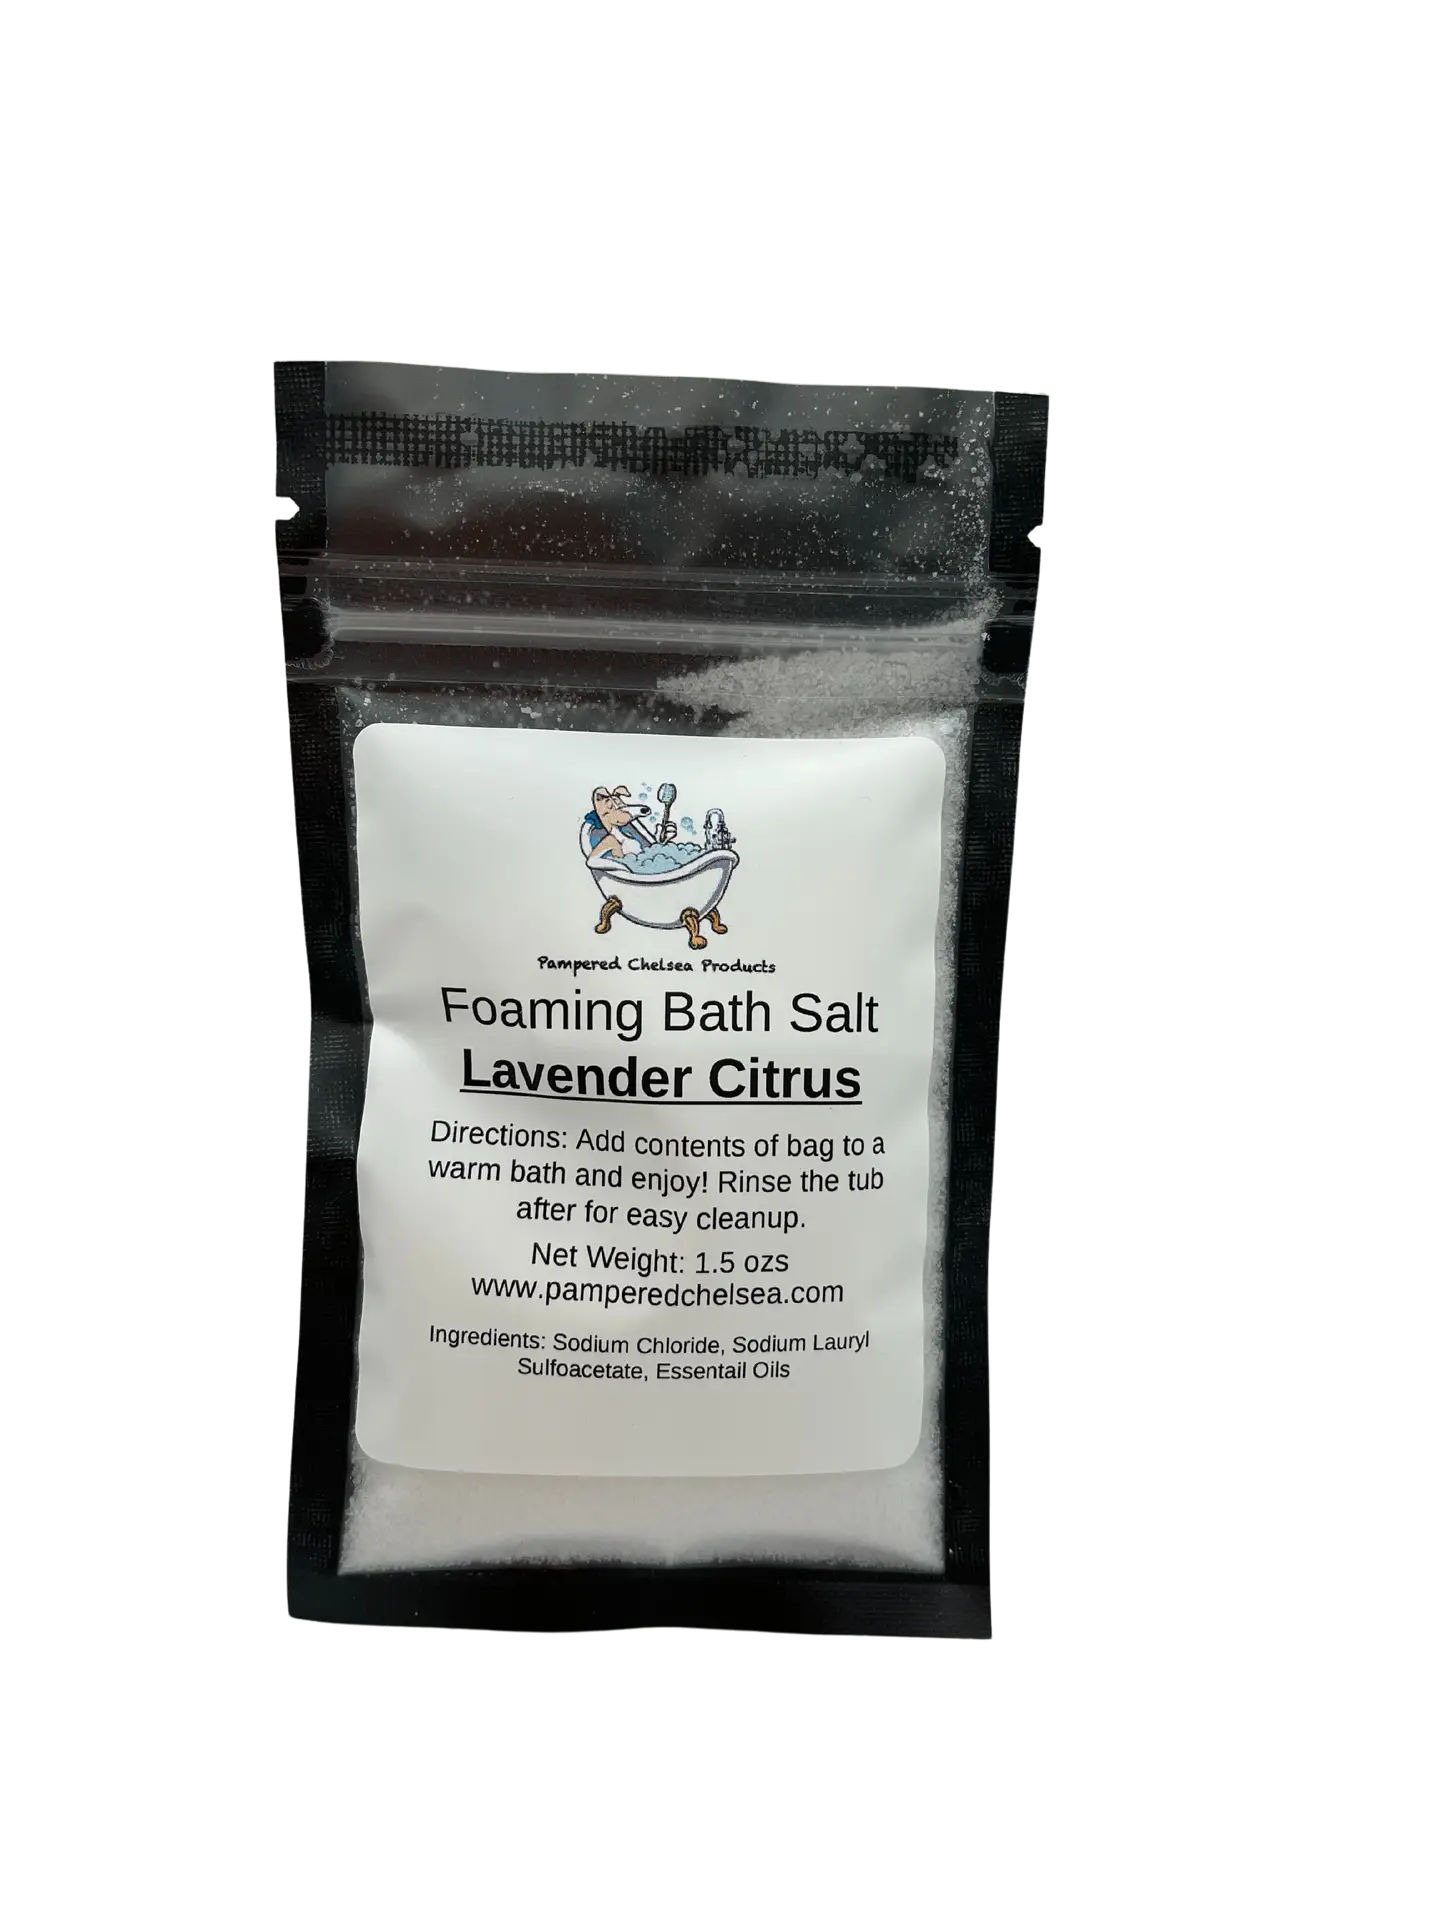 Pampered Chelsea Products
Foaming Bath Salt
Lavender Citrus
Directions: Add contents of bag to a
warm bath and enjoy! Rinse the tub
after for easy cleanup.
Net Weight: 1.5 ozs
www.pamperedchelsea.com
Ingredients: Sodium Chloride, Sodium Lauryl
Sulfoacetate, Essentail Oils